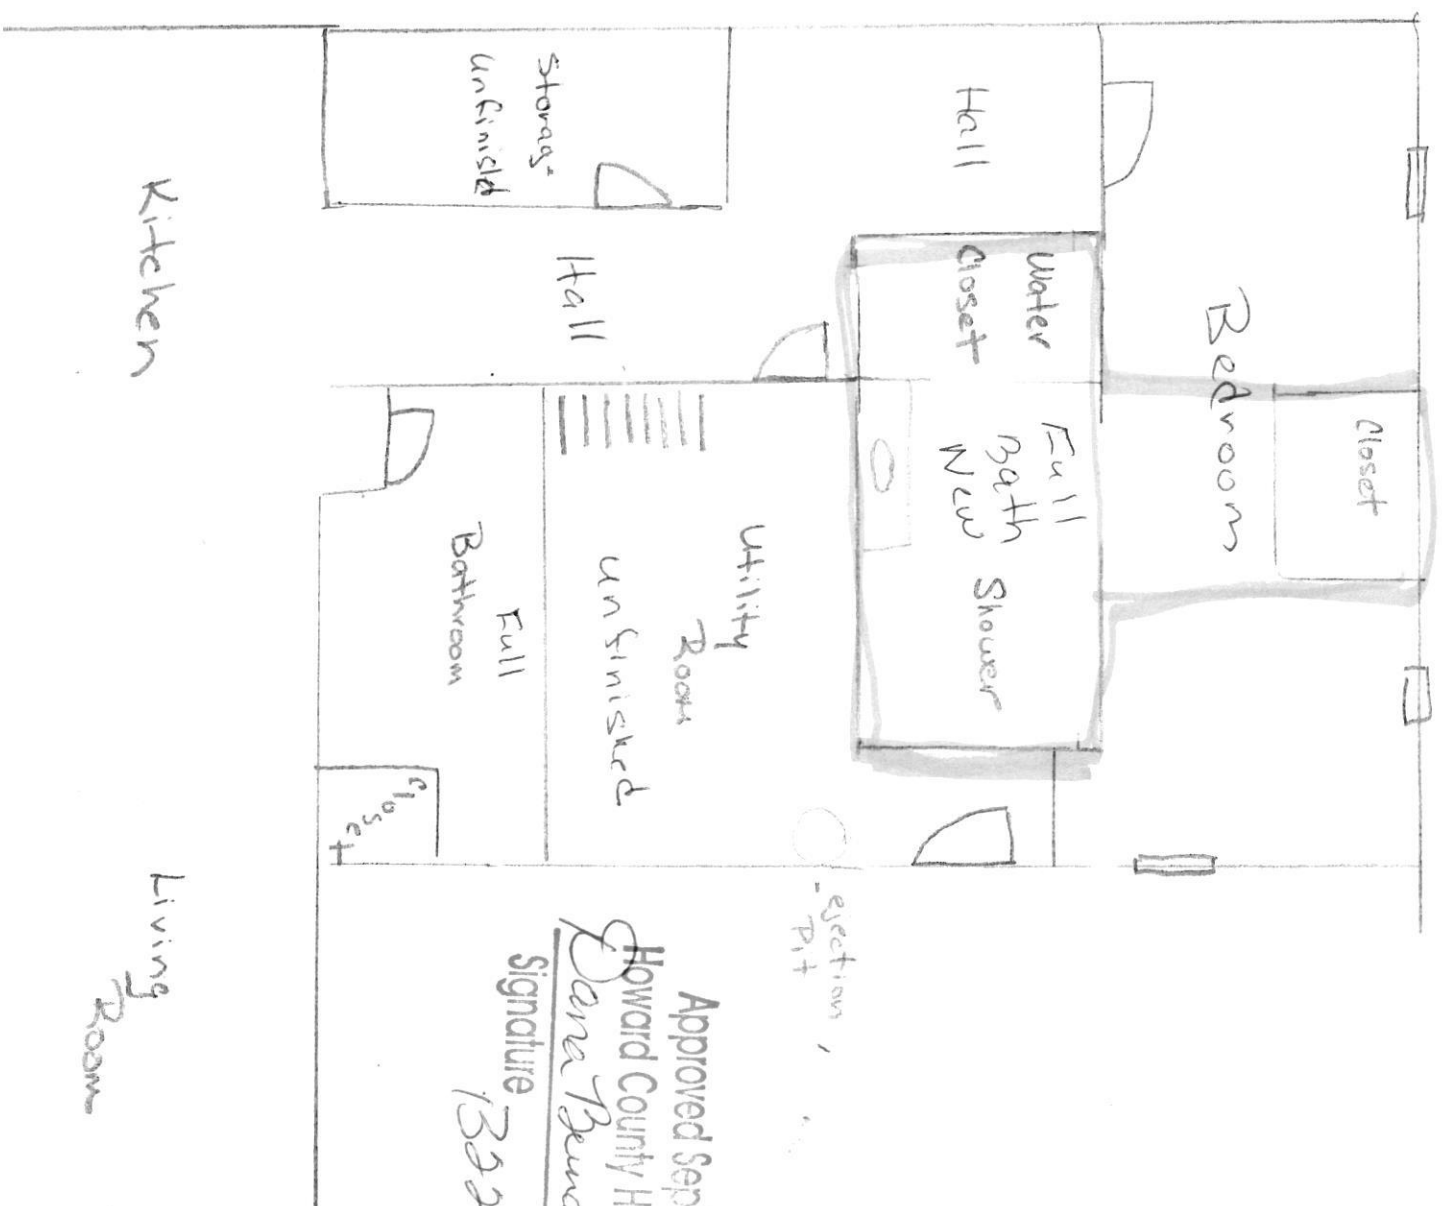 Closet
Bedroom
Water
Closet
Full
Bath
New
Shower
Hall
Utility
Room
unfinished
Storage
unfinished
Hall
Full
Bathroom
Closet
ejection
Pit
Approved Sep
Howard County H
Signature
B22
Kitchen
Living
Room